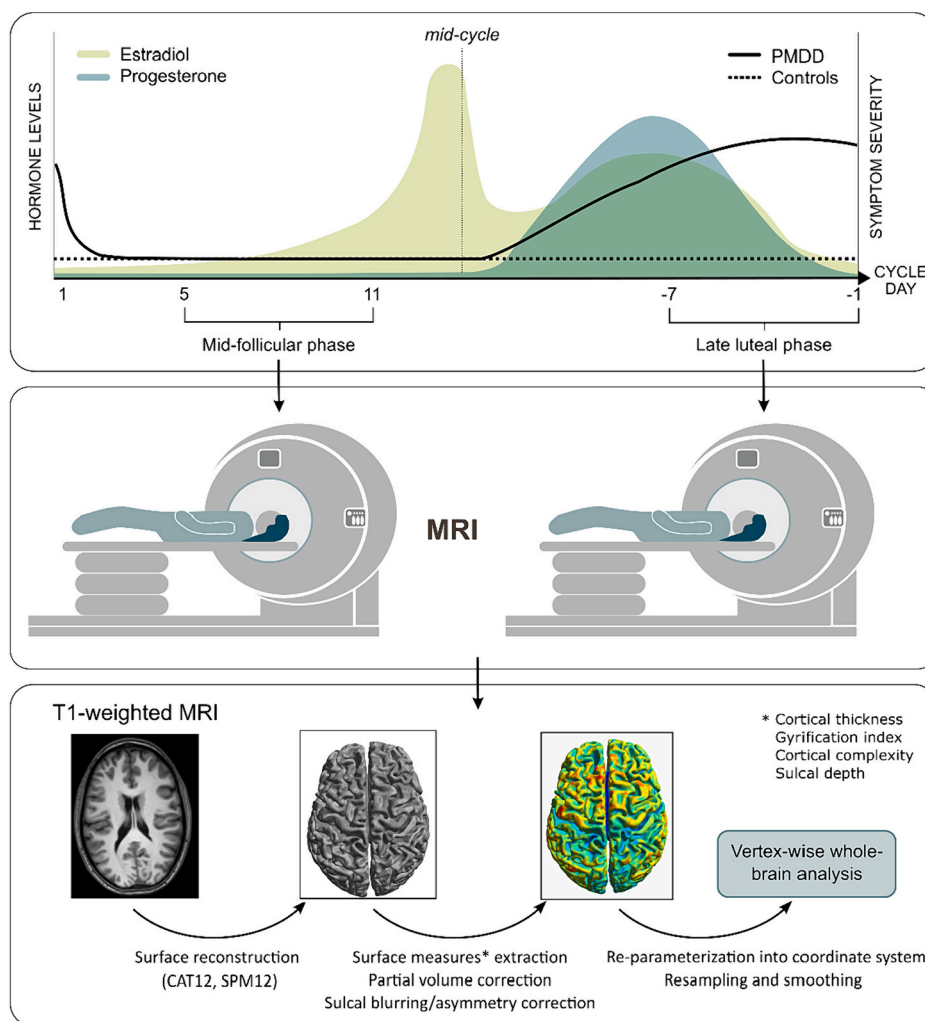 mid-cycle
Estradiol
Progesterone
PMDD
Controls
HORMONE LEVELS
SYMPTOM SEVERITY
CYCLE
DAY
1
5
11
-7
-1
Mid-follicular phase
Late luteal phase
MRI
T1-weighted MRI
* Cortical thickness
Gyrification index
Cortical complexity
Sulcal depth
Vertex-wise whole-
brain analysis
Surface reconstruction
(CAT12, SPM12)
Surface measures* extraction
Partial volume correction
Sulcal blurring/asymmetry correction
Re-parameterization into coordinate system
Resampling and smoothing